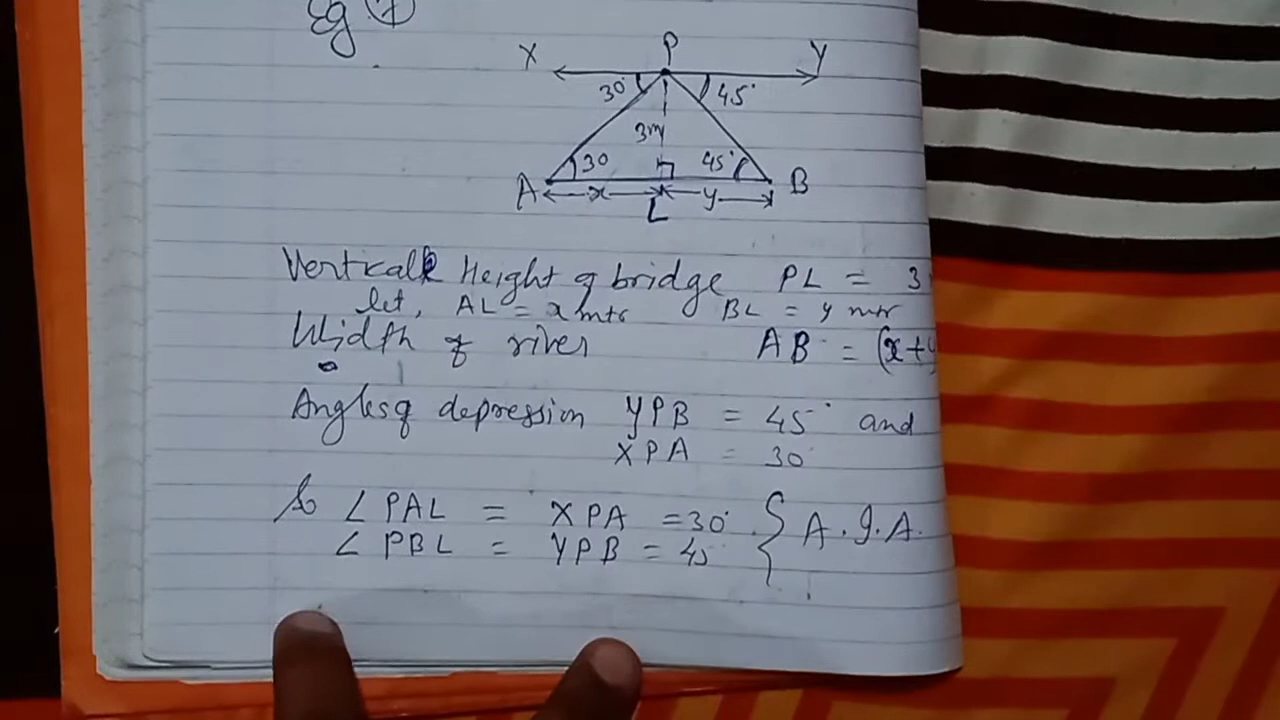 Eg 7
X P Y
30° 45°
3m
30 45°
A B
x y
L
Vertical Height of bridge PL = 3
let, AL = x mtr BL = y mtr
Width of river AB = (x+y
Angles of depression YPB = 45° and
XPA = 30
So ∠PAL = XPA = 30° } A.I.A.
∠PBL = YPB = 45